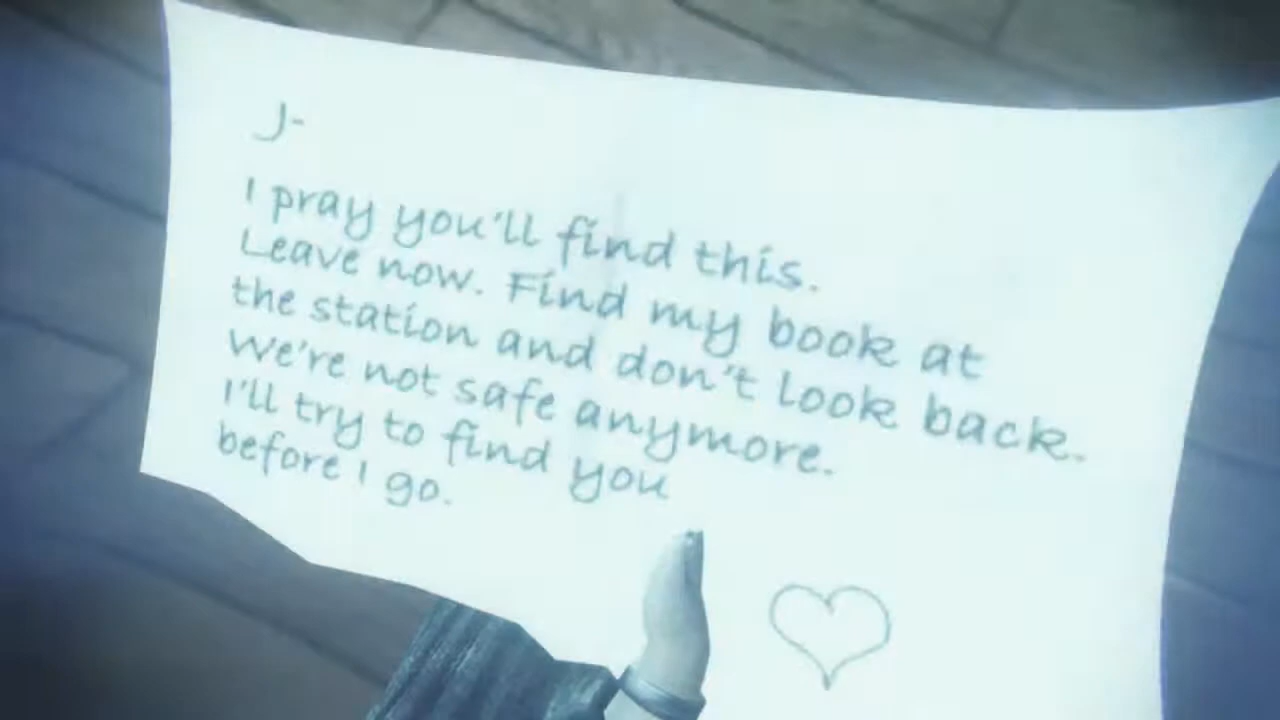 J-
I pray you'll find this.
Leave now. Find my book at
the station and don't look back.
We're not safe anymore.
I'll try to find you
before I go.